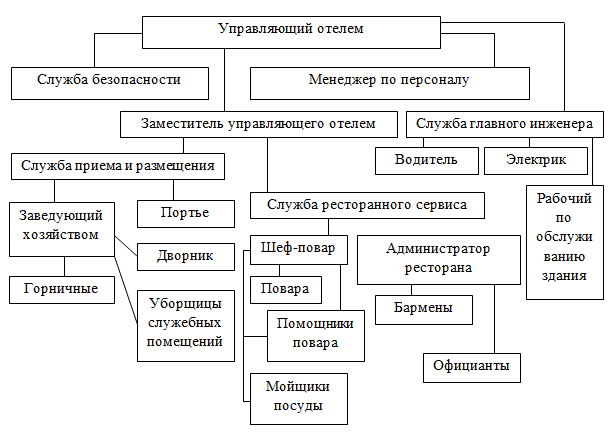 Управляющий отелем
Служба безопасности
Менеджер по персоналу
Заместитель управляющего отелем
Служба главного инженера
Служба приема и размещения
Водитель
Электрик
Заведующий
хозяйством
Портье
Служба ресторанного сервиса
Рабочий
по
обслужи
ванию
здания
Дворник
Шеф-повар
Администратор
ресторана
Горничные
Повара
Уборщицы
служебных
помещений
Бармены
Помощники
повара
Официанты
Мойщики
посуды